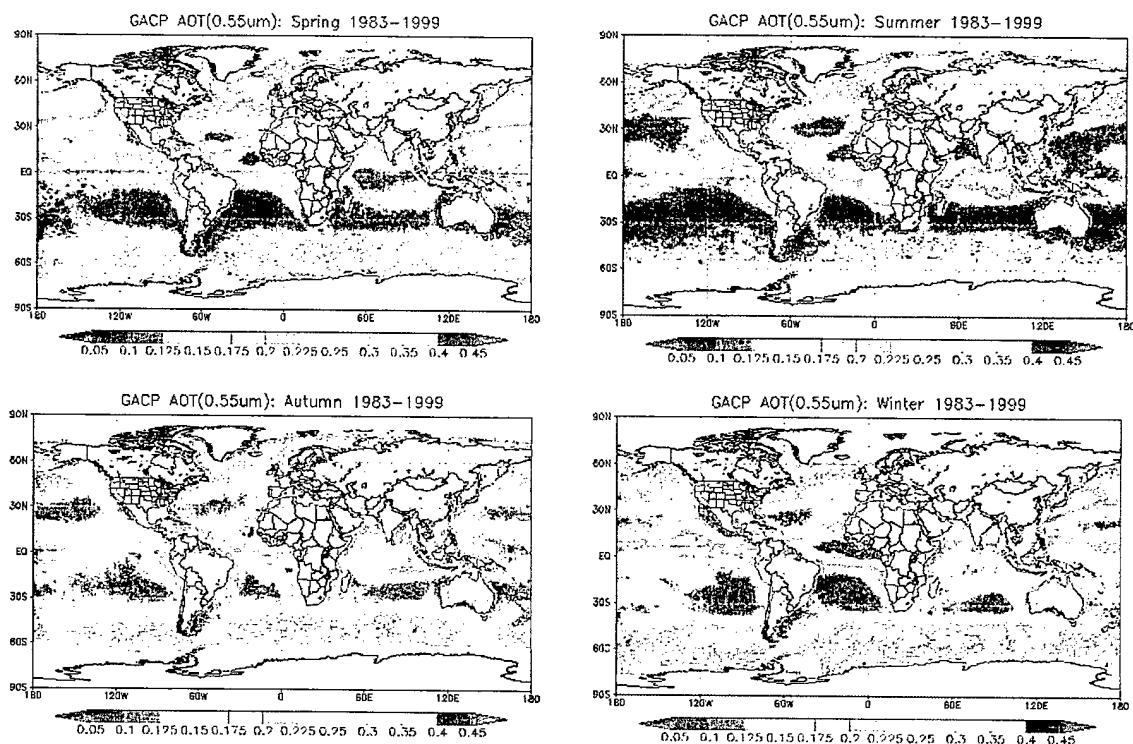 GACP AOT(0.55um): Spring 1983-1999
90N
60N
30N
EQ
30S
60S
90S
180 120W 60W 0 60E 120E 180
0.05 0.1 0.125 0.15 0.175 0.2 0.225 0.25 0.3 0.35 0.4 0.45
GACP AOT(0.55um): Summer 1983-1999
90N
60N
30N
EQ
30S
60S
90S
180 120W 60W 0 60E 120E 180
0.05 0.1 0.125 0.15 0.175 0.2 0.225 0.25 0.3 0.35 0.4 0.45
GACP AOT(0.55um): Autumn 1983-1999
90N
60N
30N
EQ
30S
60S
90S
180 120W 60W 0 60E 120E 180
0.05 0.1 0.125 0.15 0.175 0.2 0.225 0.25 0.3 0.35 0.4 0.45
GACP AOT(0.55um): Winter 1983-1999
90N
60N
30N
EQ
30S
60S
90S
180 120W 60W 0 60E 120E 180
0.05 0.1 0.125 0.15 0.175 0.2 0.225 0.25 0.3 0.35 0.4 0.45